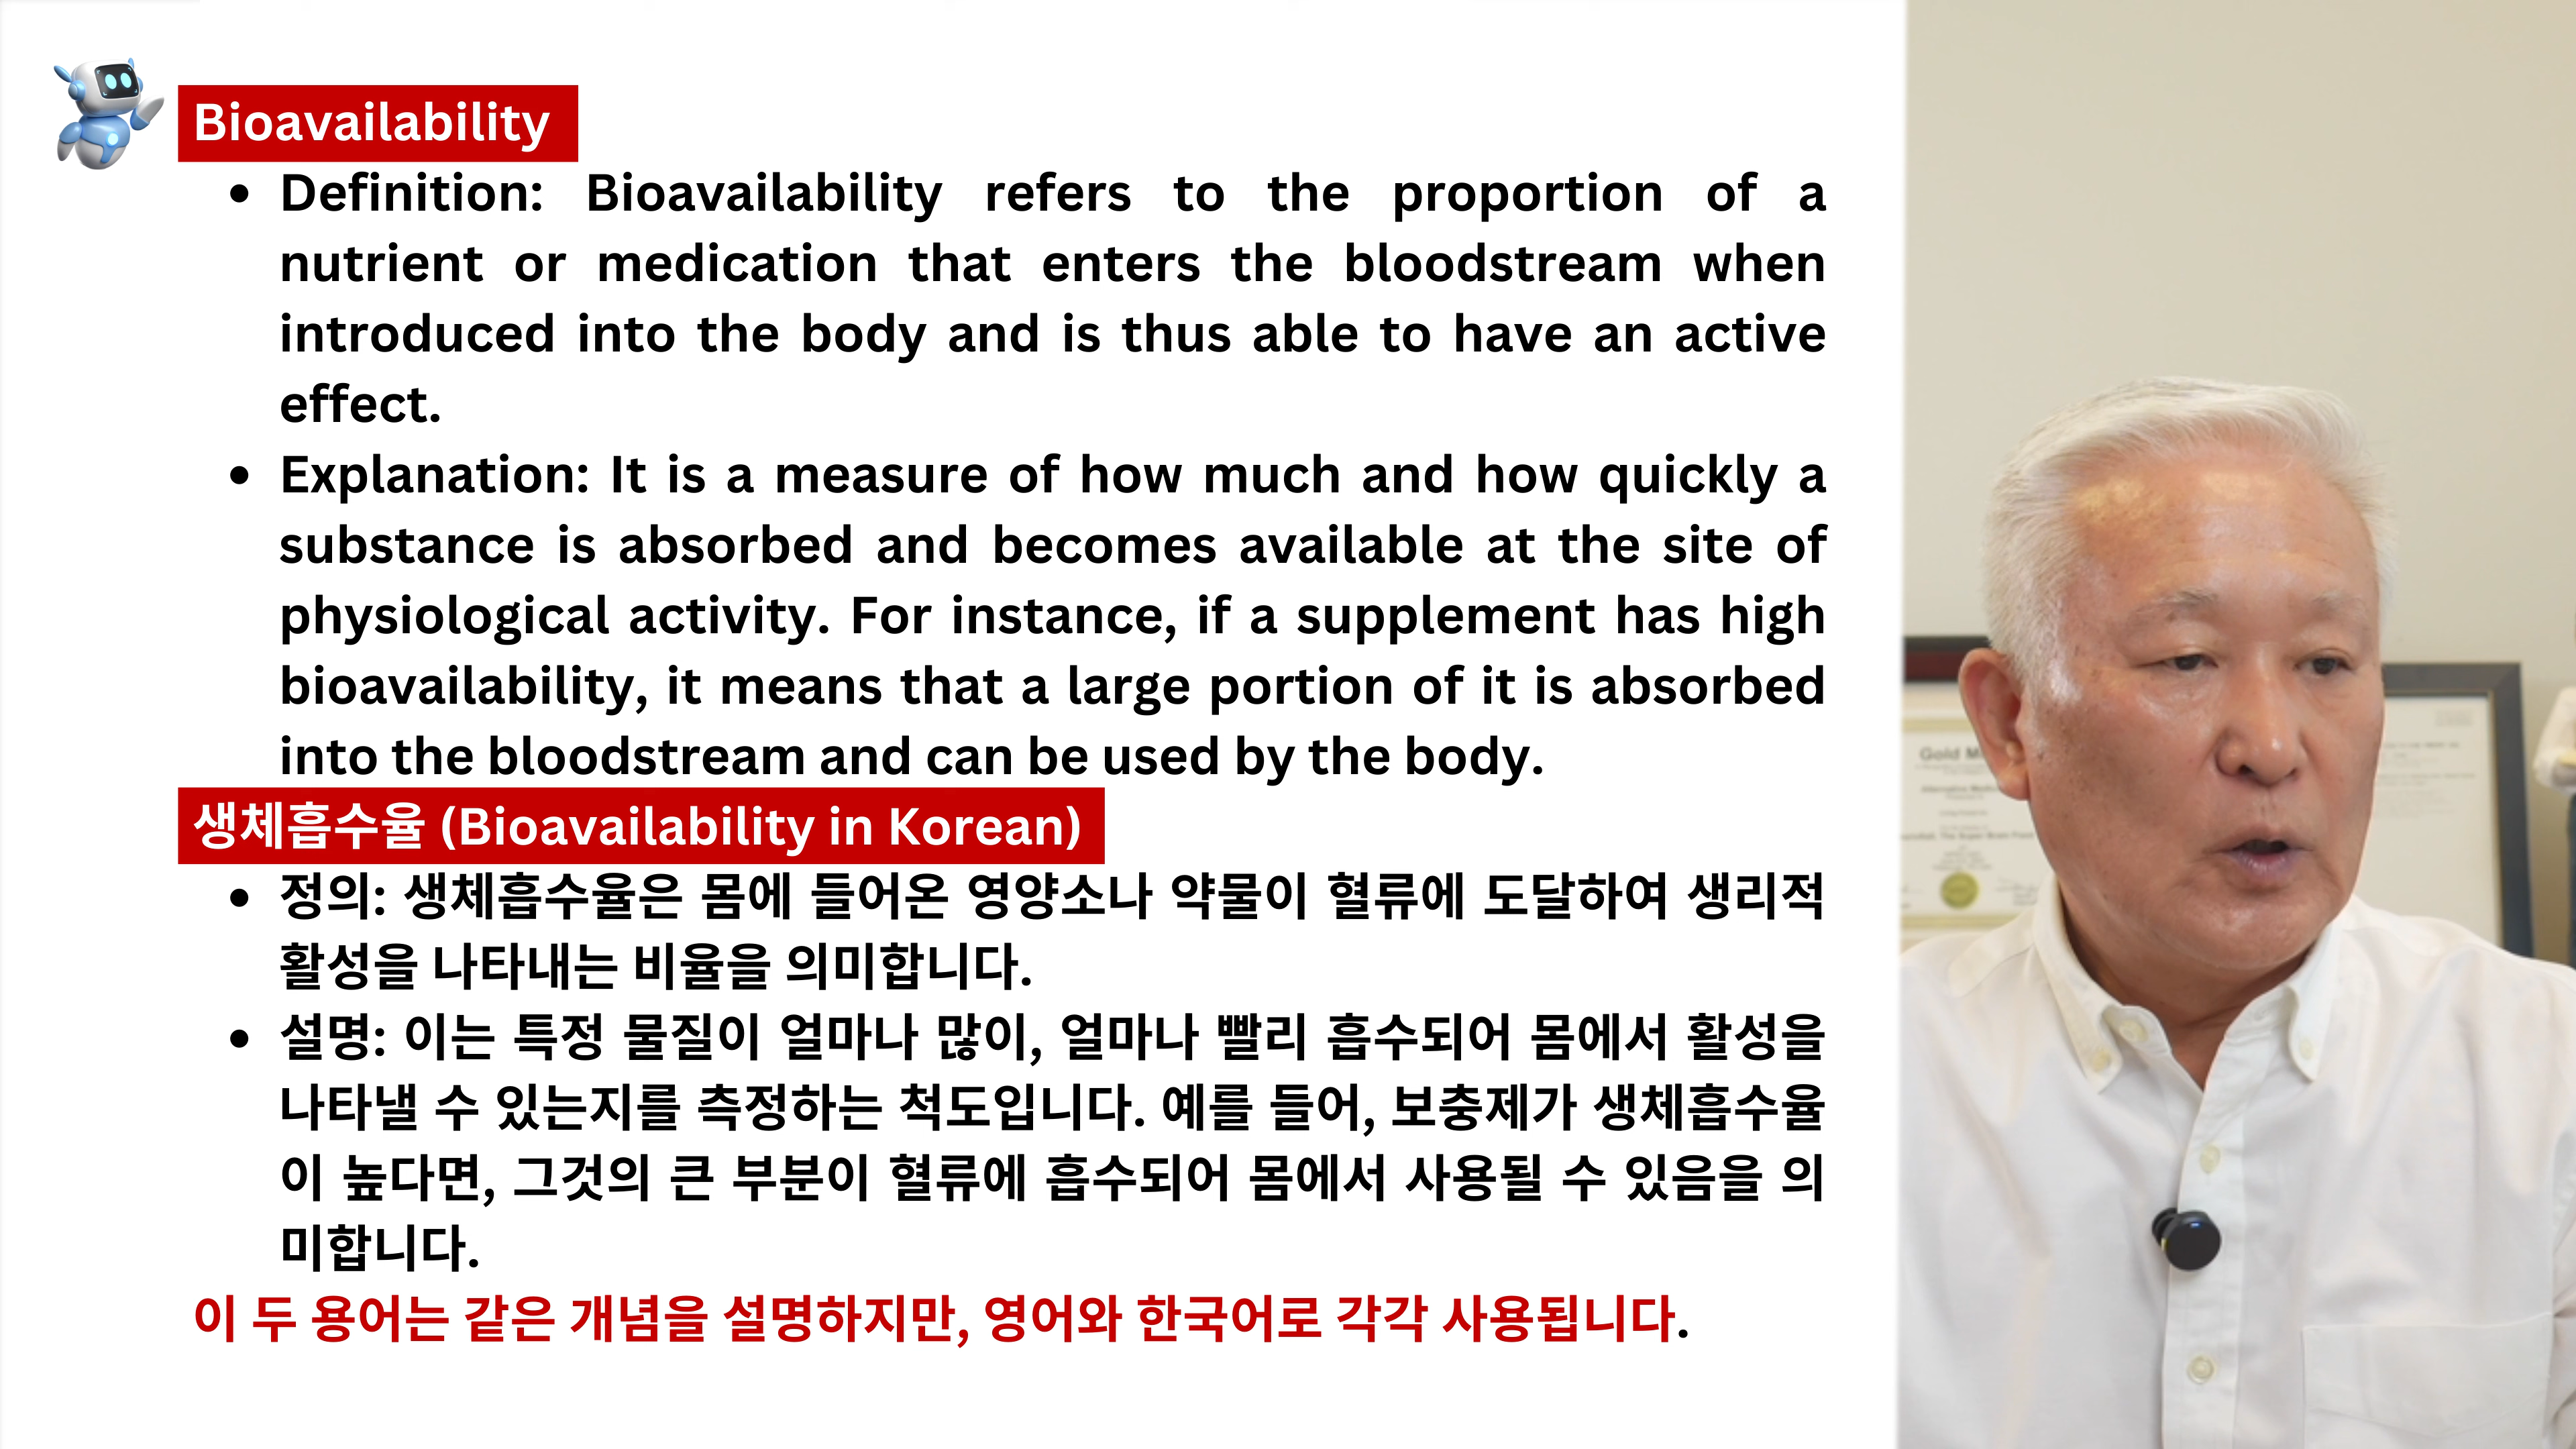 Bioavailability
• Definition: Bioavailability refers to the proportion of a
nutrient or medication that enters the bloodstream when
introduced into the body and is thus able to have an active
effect.
• Explanation: It is a measure of how much and how quickly a
substance is absorbed and becomes available at the site of
physiological activity. For instance, if a supplement has high
bioavailability, it means that a large portion of it is absorbed
into the bloodstream and can be used by the body.
생체흡수율 (Bioavailability in Korean)
• 정의: 생체흡수율은 몸에 들어온 영양소나 약물이 혈류에 도달하여 생리적
활성을 나타내는 비율을 의미합니다.
• 설명: 이는 특정 물질이 얼마나 많이, 얼마나 빨리 흡수되어 몸에서 활성을
나타낼 수 있는지를 측정하는 척도입니다. 예를 들어, 보충제가 생체흡수율
이 높다면, 그것의 큰 부분이 혈류에 흡수되어 몸에서 사용될 수 있음을 의
미합니다.
이 두 용어는 같은 개념을 설명하지만, 영어와 한국어로 각각 사용됩니다.
Gold